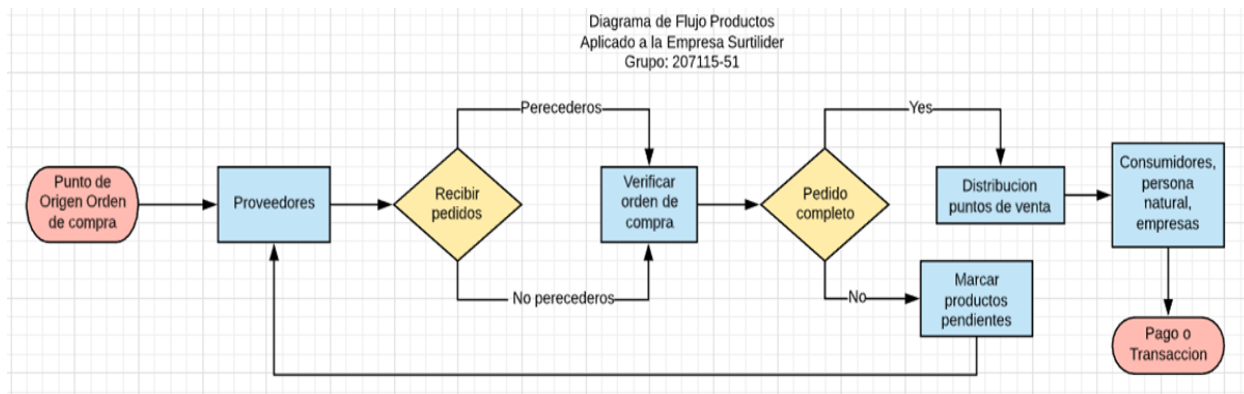 Diagrama de Flujo Productos
Aplicado a la Empresa Surtilider
Grupo: 207115-51
Punto de
Origen Orden
de compra
Proveedores
Recibir
pedidos
Perecederos
No perecederos
Verificar
orden de
compra
Pedido
completo
Yes
No
Distribucion
puntos de venta
Marcar
productos
pendientes
Consumidores,
persona
natural,
empresas
Pago o
Transaccion